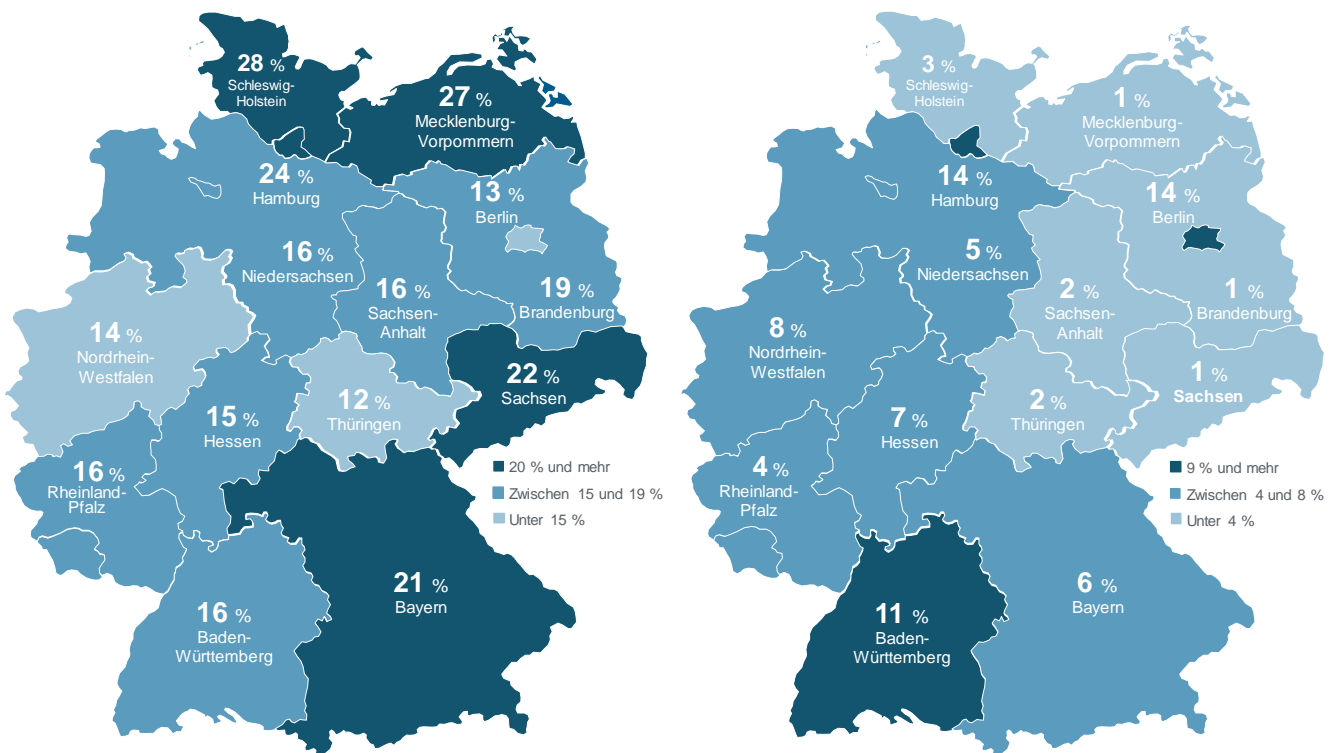 28 %
Schleswig-
Holstein
27 %
Mecklenburg-
Vorpommern
24 %
Hamburg
13 %
Berlin
16 %
Niedersachsen
16 %
Sachsen-
Anhalt
19 %
Brandenburg
14 %
Nordrhein-
Westfalen
22 %
Sachsen
12 %
Thüringen
15 %
Hessen
16 %
Rheinland-
Pfalz
21 %
Bayern
16 %
Baden-
Württemberg
20 % und mehr
Zwischen 15 und 19 %
Unter 15 %
3 %
Schleswig-
Holstein
1 %
Mecklenburg-
Vorpommern
14 %
Hamburg
14 %
Berlin
5 %
Niedersachsen
2 %
Sachsen-
Anhalt
1 %
Brandenburg
8 %
Nordrhein-
Westfalen
1 %
Sachsen
2 %
Thüringen
7 %
Hessen
4 %
Rheinland-
Pfalz
6 %
Bayern
11 %
Baden-
Württemberg
9 % und mehr
Zwischen 4 und 8 %
Unter 4 %